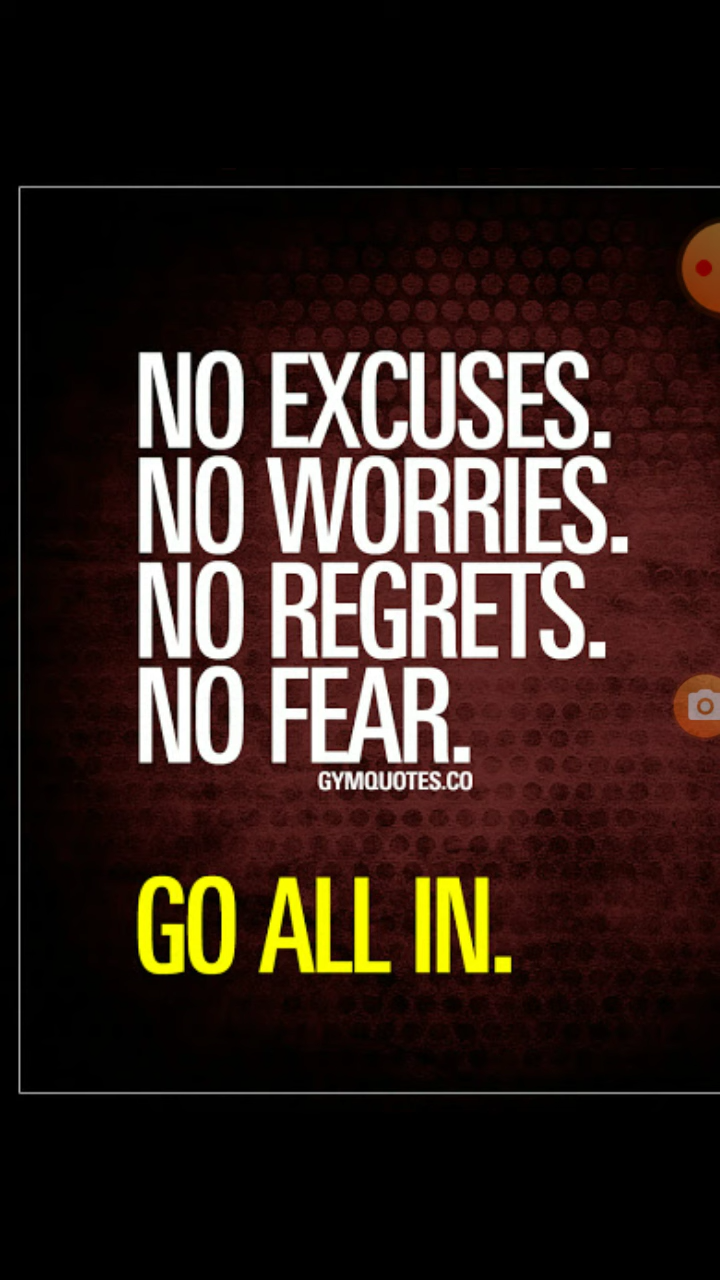 NO EXCUSES.
NO WORRIES.
NO REGRETS.
NO FEAR.
GYMQUOTES.CO
GO ALL IN.